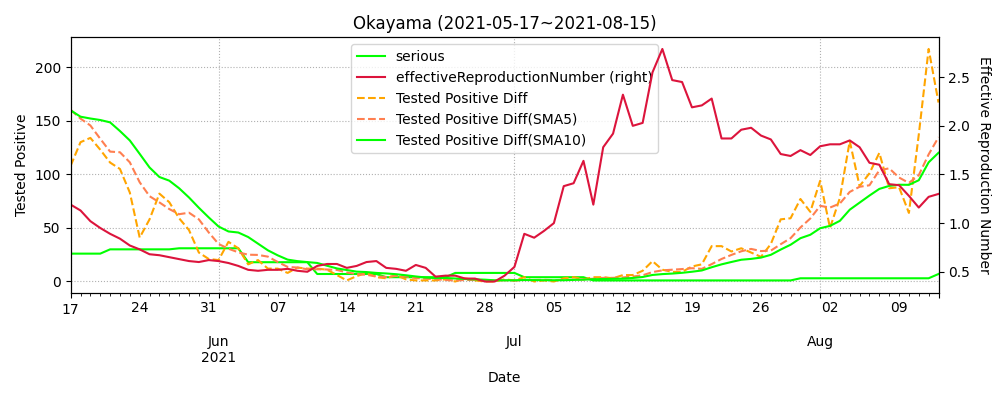 Okayama (2021-05-17~2021-08-15)
serious
effectiveReproductionNumber (right)
Tested Positive Diff
Tested Positive Diff(SMA5)
Tested Positive Diff(SMA10)
Tested Positive
200
150
100
50
0
2.5
2.0
1.5
1.0
0.5
Effective Reproduction Number
17 24 31 07 14 21 28 05 12 19 26 02 09
Jun Jul Aug
2021
Date